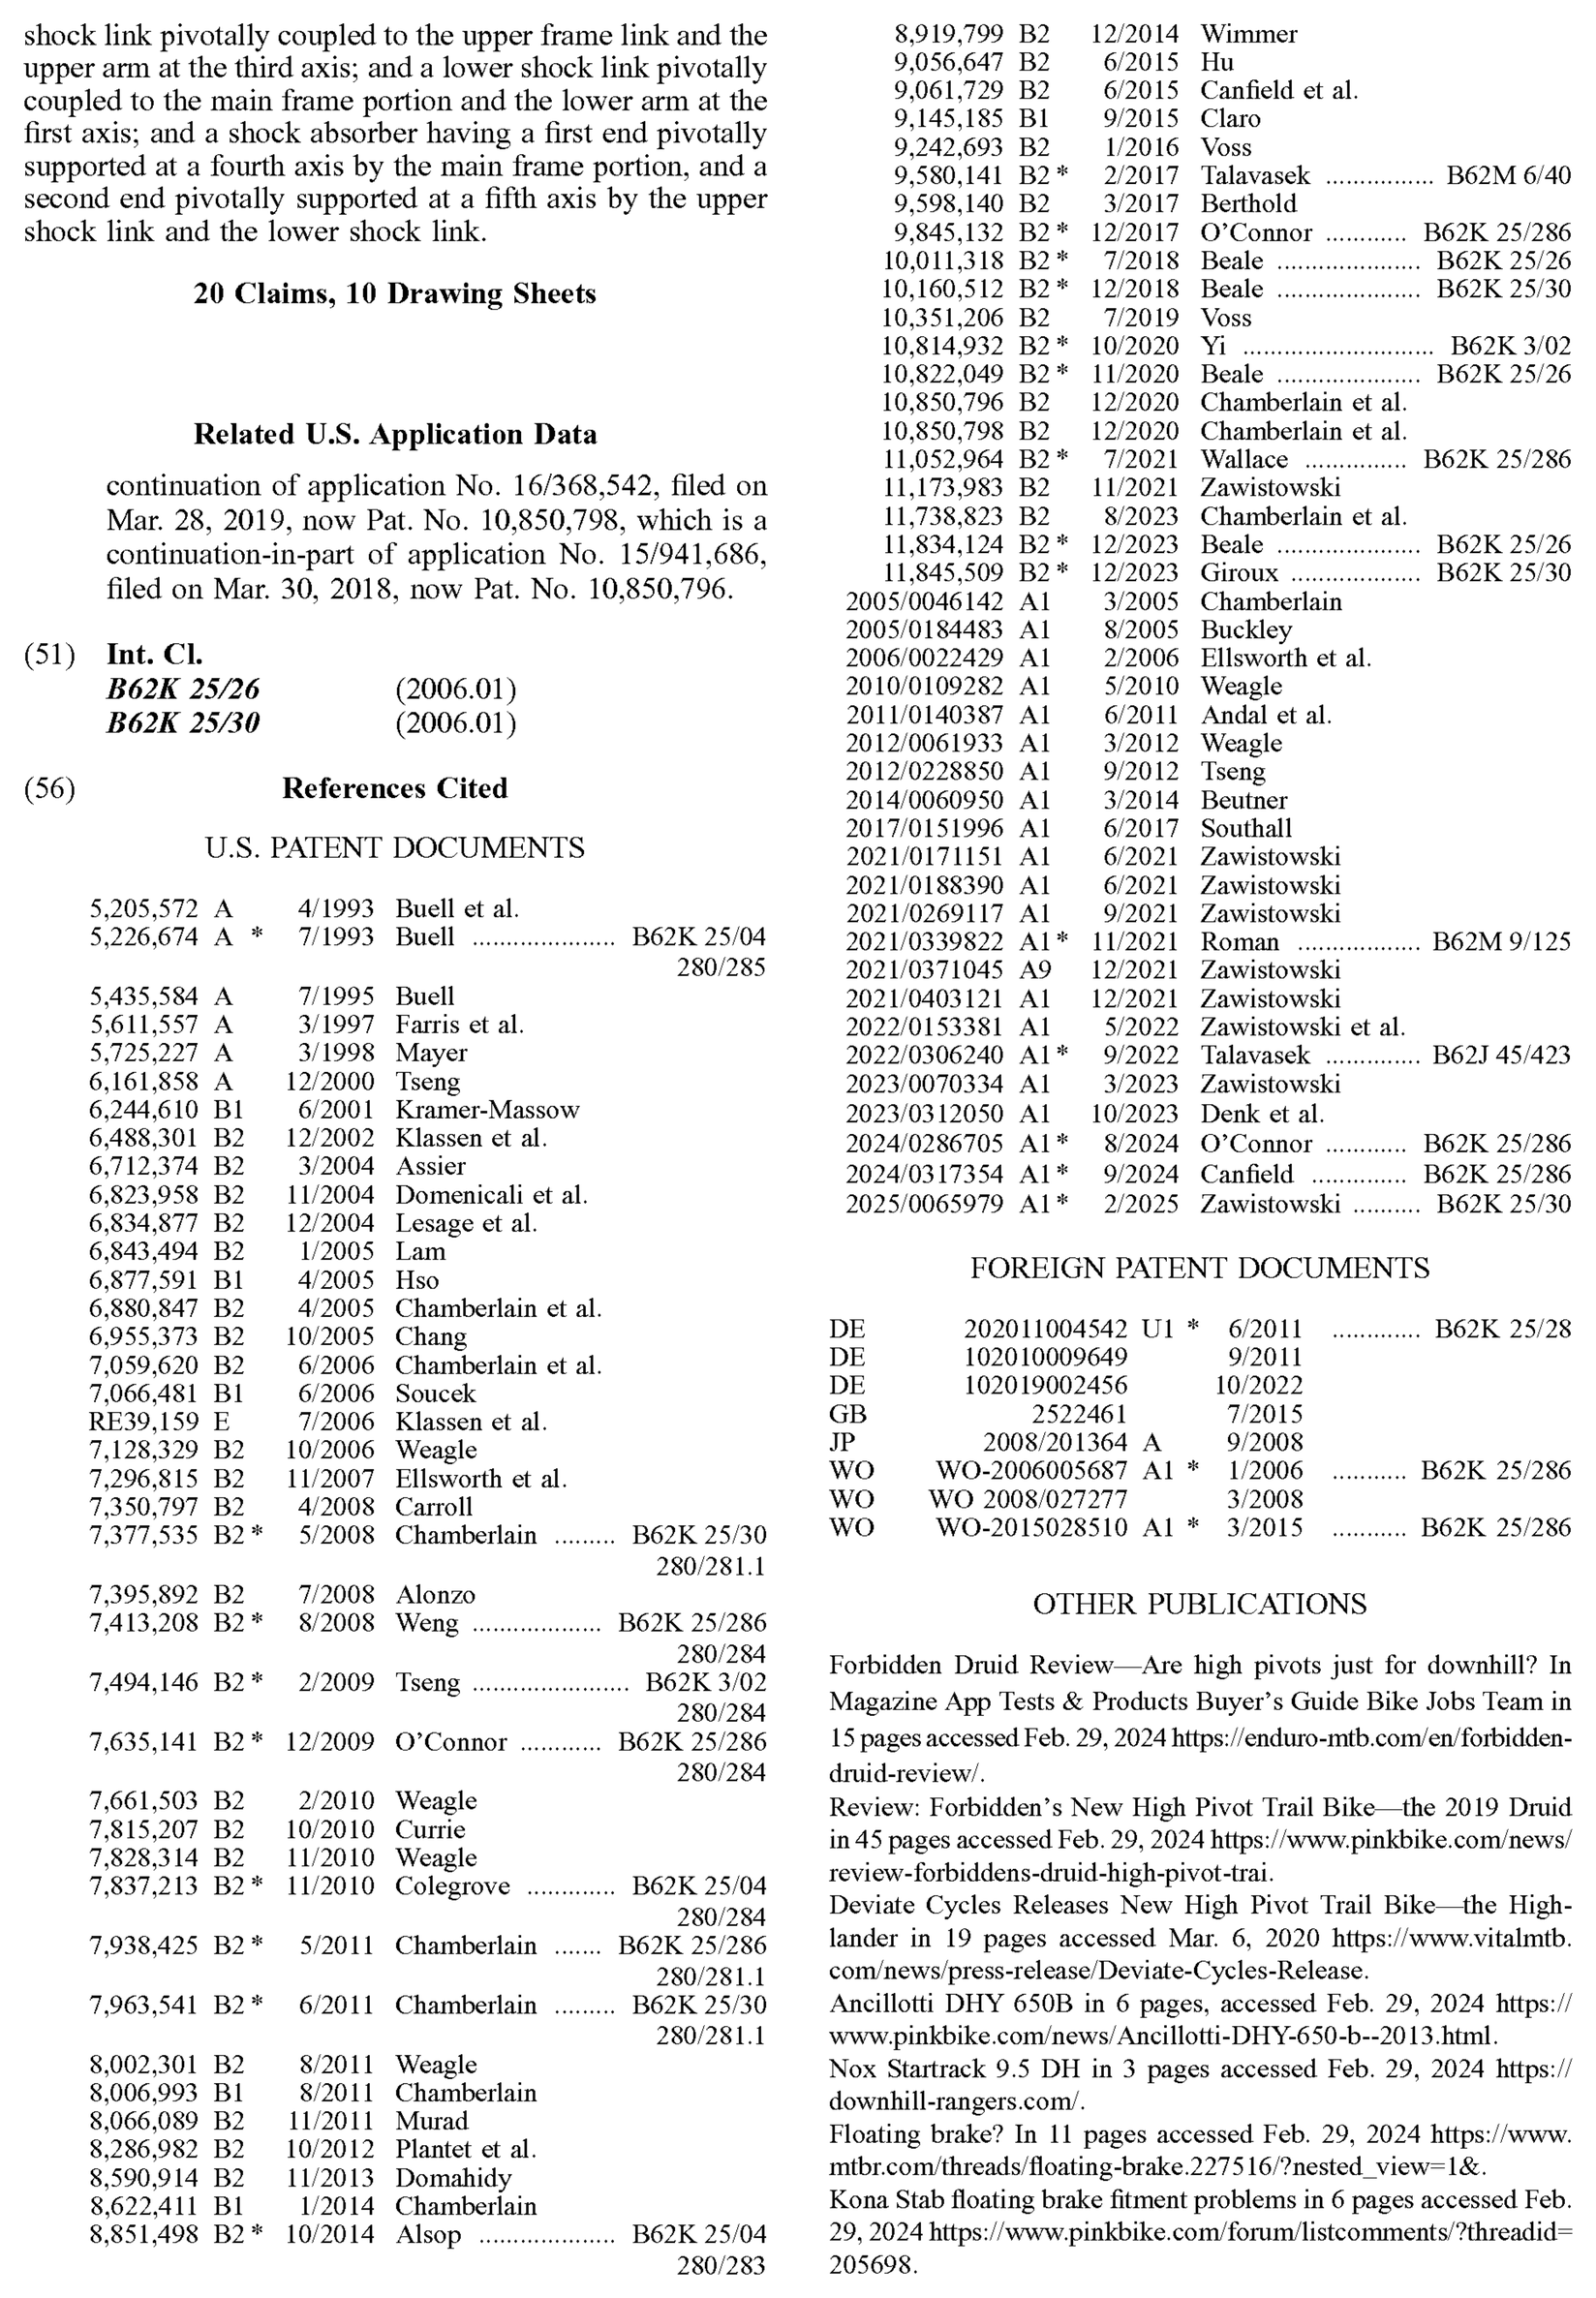 shock link pivotally coupled to the upper frame link and the
upper arm at the third axis; and a lower shock link pivotally
coupled to the main frame portion and the lower arm at the
first axis; and a shock absorber having a first end pivotally
supported at a fourth axis by the main frame portion, and a
second end pivotally supported at a fifth axis by the upper
shock link and the lower shock link.
20 Claims, 10 Drawing Sheets
Related U.S. Application Data
continuation of application No. 16/368,542, filed on
Mar. 28, 2019, now Pat. No. 10,850,798, which is a
continuation-in-part of application No. 15/941,686,
filed on Mar. 30, 2018, now Pat. No. 10,850,796.
(51) Int. Cl.
B62K 25/26 (2006.01)
B62K 25/30 (2006.01)
(56) References Cited
U.S. PATENT DOCUMENTS
5,205,572 A 4/1993 Buell et al.
5,226,674 A * 7/1993 Buell ..................... B62K 25/04
280/285
5,435,584 A 7/1995 Buell
5,611,557 A 3/1997 Farris et al.
5,725,227 A 3/1998 Mayer
6,161,858 A 12/2000 Tseng
6,244,610 B1 6/2001 Kramer-Massow
6,488,301 B2 12/2002 Klassen et al.
6,712,374 B2 3/2004 Assier
6,823,958 B2 11/2004 Domenicali et al.
6,834,877 B2 12/2004 Lesage et al.
6,843,494 B2 1/2005 Lam
6,877,591 B1 4/2005 Hso
6,880,847 B2 4/2005 Chamberlain et al.
6,955,373 B2 10/2005 Chang
7,059,620 B2 6/2006 Chamberlain et al.
7,066,481 B1 6/2006 Soucek
RE39,159 E 7/2006 Klassen et al.
7,128,329 B2 10/2006 Weagle
7,296,815 B2 11/2007 Ellsworth et al.
7,350,797 B2 4/2008 Carroll
7,377,535 B2 * 5/2008 Chamberlain ......... B62K 25/30
280/281.1
7,395,892 B2 7/2008 Alonzo
7,413,208 B2 * 8/2008 Weng ................... B62K 25/286
280/284
7,494,146 B2 * 2/2009 Tseng ....................... B62K 3/02
280/284
7,635,141 B2 * 12/2009 O'Connor ............ B62K 25/286
280/284
7,661,503 B2 2/2010 Weagle
7,815,207 B2 10/2010 Currie
7,828,314 B2 11/2010 Weagle
7,837,213 B2 * 11/2010 Colegrove ............. B62K 25/04
280/284
7,938,425 B2 * 5/2011 Chamberlain ....... B62K 25/286
280/281.1
7,963,541 B2 * 6/2011 Chamberlain ......... B62K 25/30
280/281.1
8,002,301 B2 8/2011 Weagle
8,006,993 B1 8/2011 Chamberlain
8,066,089 B2 11/2011 Murad
8,286,982 B2 10/2012 Plantet et al.
8,590,914 B2 11/2013 Domahidy
8,622,411 B1 1/2014 Chamberlain
8,851,498 B2 * 10/2014 Alsop .................... B62K 25/04
280/283
8,919,799 B2 12/2014 Wimmer
9,056,647 B2 6/2015 Hu
9,061,729 B2 6/2015 Canfield et al.
9,145,185 B1 9/2015 Claro
9,242,693 B2 1/2016 Voss
9,580,141 B2 * 2/2017 Talavasek ................ B62M 6/40
9,598,140 B2 3/2017 Berthold
9,845,132 B2 * 12/2017 O'Connor ............ B62K 25/286
10,011,318 B2 * 7/2018 Beale ..................... B62K 25/26
10,160,512 B2 * 12/2018 Beale ..................... B62K 25/30
10,351,206 B2 7/2019 Voss
10,814,932 B2 * 10/2020 Yi ............................ B62K 3/02
10,822,049 B2 * 11/2020 Beale ..................... B62K 25/26
10,850,796 B2 12/2020 Chamberlain et al.
10,850,798 B2 12/2020 Chamberlain et al.
11,052,964 B2 * 7/2021 Wallace ............... B62K 25/286
11,173,983 B2 11/2021 Zawistowski
11,738,823 B2 8/2023 Chamberlain et al.
11,834,124 B2 * 12/2023 Beale ..................... B62K 25/26
11,845,509 B2 * 12/2023 Giroux ................... B62K 25/30
2005/0046142 A1 3/2005 Chamberlain
2005/0184483 A1 8/2005 Buckley
2006/0022429 A1 2/2006 Ellsworth et al.
2010/0109282 A1 5/2010 Weagle
2011/0140387 A1 6/2011 Andal et al.
2012/0061933 A1 3/2012 Weagle
2012/0228850 A1 9/2012 Tseng
2014/0060950 A1 3/2014 Beutner
2017/0151996 A1 6/2017 Southall
2021/0171151 A1 6/2021 Zawistowski
2021/0188390 A1 6/2021 Zawistowski
2021/0269117 A1 9/2021 Zawistowski
2021/0339822 A1 * 11/2021 Roman .................. B62M 9/125
2021/0371045 A9 12/2021 Zawistowski
2021/0403121 A1 12/2021 Zawistowski
2022/0153381 A1 5/2022 Zawistowski et al.
2022/0306240 A1 * 9/2022 Talavasek .............. B62J 45/423
2023/0070334 A1 3/2023 Zawistowski
2023/0312050 A1 10/2023 Denk et al.
2024/0286705 A1 * 8/2024 O'Connor ............ B62K 25/286
2024/0317354 A1 * 9/2024 Canfield .............. B62K 25/286
2025/0065979 A1 * 2/2025 Zawistowski .......... B62K 25/30
FOREIGN PATENT DOCUMENTS
DE 202011004542 U1 * 6/2011 ............. B62K 25/28
DE 102010009649 9/2011
DE 102019002456 10/2022
GB 2522461 7/2015
JP 2008/201364 A 9/2008
WO WO-2006005687 A1 * 1/2006 ........... B62K 25/286
WO WO 2008/027277 3/2008
WO WO-2015028510 A1 * 3/2015 ........... B62K 25/286
OTHER PUBLICATIONS
Forbidden Druid Review—Are high pivots just for downhill? In
Magazine App Tests & Products Buyer's Guide Bike Jobs Team in
15 pages accessed Feb. 29, 2024 https://enduro-mtb.com/en/forbidden-
druid-review/.
Review: Forbidden's New High Pivot Trail Bike—the 2019 Druid
in 45 pages accessed Feb. 29, 2024 https://www.pinkbike.com/news/
review-forbiddens-druid-high-pivot-trai.
Deviate Cycles Releases New High Pivot Trail Bike—the High-
lander in 19 pages accessed Mar. 6, 2020 https://www.vitalmtb.
com/news/press-release/Deviate-Cycles-Release.
Ancillotti DHY 650B in 6 pages, accessed Feb. 29, 2024 https://
www.pinkbike.com/news/Ancillotti-DHY-650-b--2013.html.
Nox Startrack 9.5 DH in 3 pages accessed Feb. 29, 2024 https://
downhill-rangers.com/.
Floating brake? In 11 pages accessed Feb. 29, 2024 https://www.
mtbr.com/threads/floating-brake.227516/?nested_view=1&.
Kona Stab floating brake fitment problems in 6 pages accessed Feb.
29, 2024 https://www.pinkbike.com/forum/listcomments/?threadid=
205698.